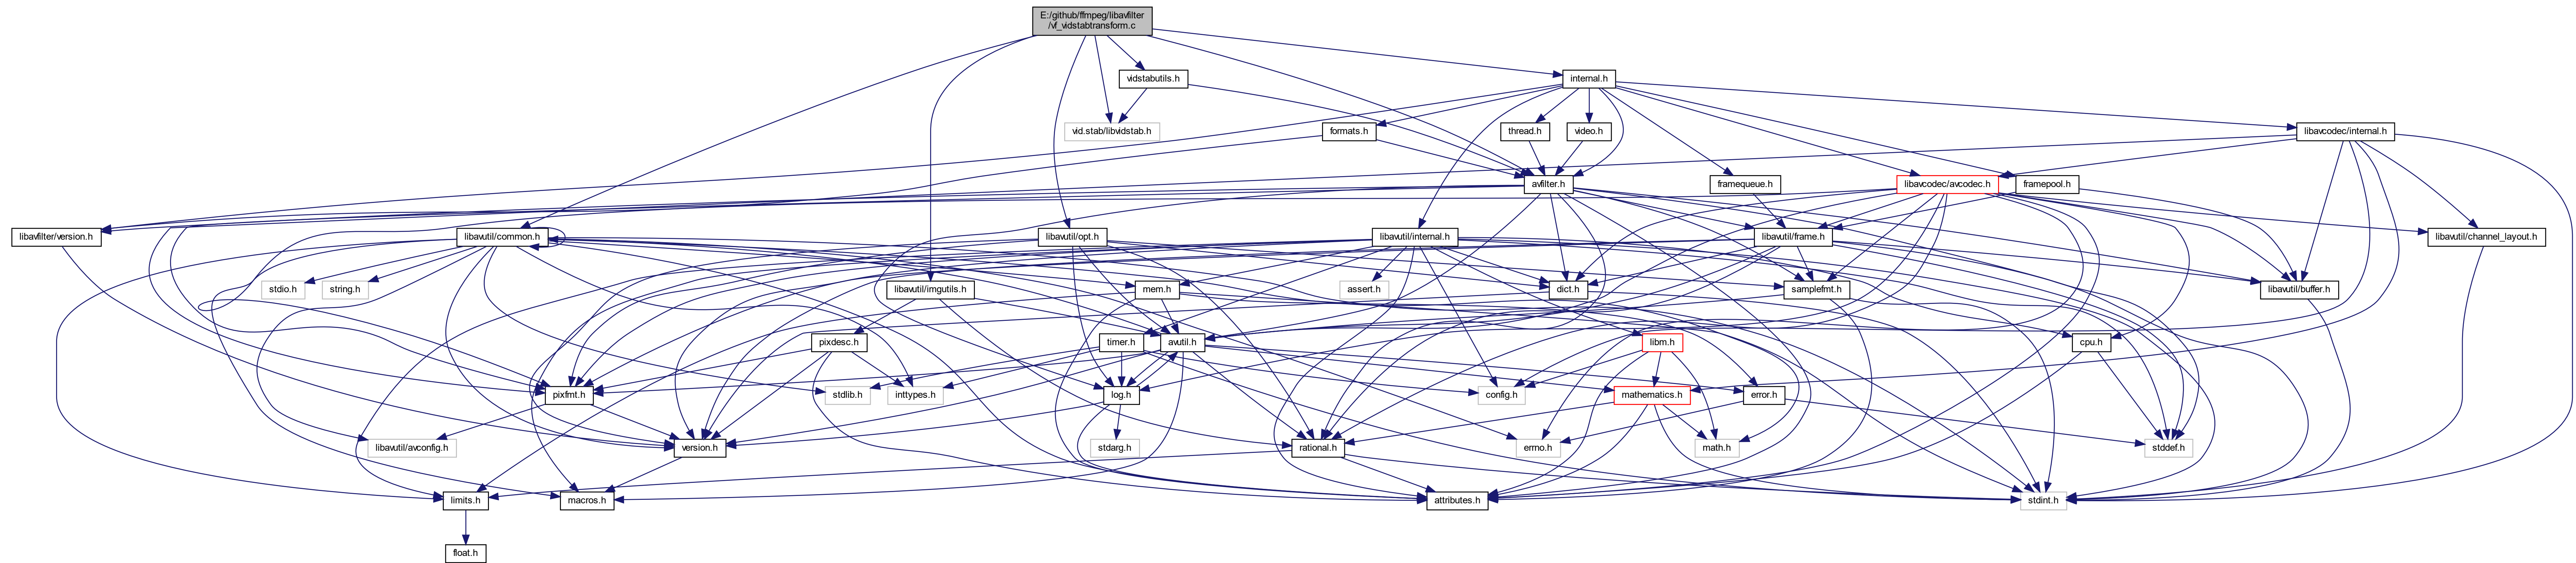 E:/github/ffmpeg/libavfilter
/vf_vidstabtransform.c
vidstabutils.h
internal.h
vid.stab/libvidstab.h
formats.h
thread.h
video.h
libavcodec/internal.h
avfilter.h
framequeue.h
libavcodec/avcodec.h
framepool.h
libavfilter/version.h
libavutil/common.h
libavutil/opt.h
libavutil/internal.h
libavutil/frame.h
libavutil/channel_layout.h
stdio.h
string.h
libavutil/imgutils.h
mem.h
assert.h
dict.h
samplefmt.h
libavutil/buffer.h
pixdesc.h
timer.h
avutil.h
libm.h
cpu.h
pixfmt.h
stdlib.h
inttypes.h
log.h
config.h
mathematics.h
error.h
libavutil/avconfig.h
version.h
stdarg.h
rational.h
errno.h
math.h
stddef.h
limits.h
macros.h
attributes.h
stdint.h
float.h